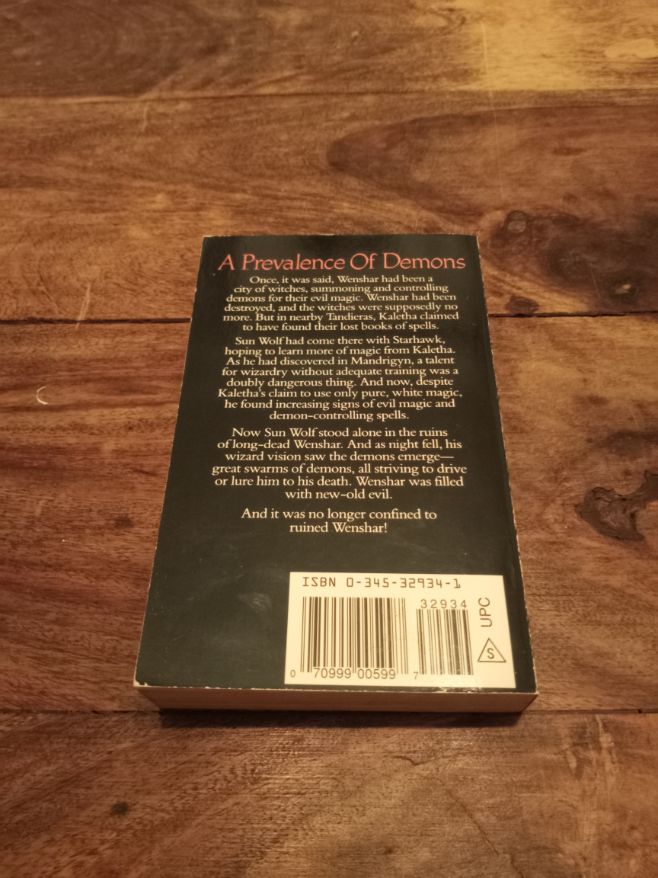 A Prevalence Of Demons
Once, it was said, Wenshar had been a
city of witches, summoning and controlling
demons for their evil magic. Wenshar had been
destroyed, and the witches were supposedly no
more. But in nearby Tandieras, Kaletha claimed
to have found their lost books of spells.
Sun Wolf had come there with Starhawk,
hoping to learn more of magic from Kaletha.
As he had discovered in Mandrigyn, a talent
for wizardry without adequate training was a
doubly dangerous thing. And now, despite
Kaletha's claim to use only pure, white magic,
he found increasing signs of evil magic and
demon-controlling spells.
Now Sun Wolf stood alone in the ruins
of long-dead Wenshar. And as night fell, his
wizard vision saw the demons emerge—
great swarms of demons, all striving to drive
or lure him to his death. Wenshar was filled
with new-old evil.
And it was no longer confined to
ruined Wenshar!
ISBN 0-345-32934-1
32934
0 70999 00599 7
UPC
S